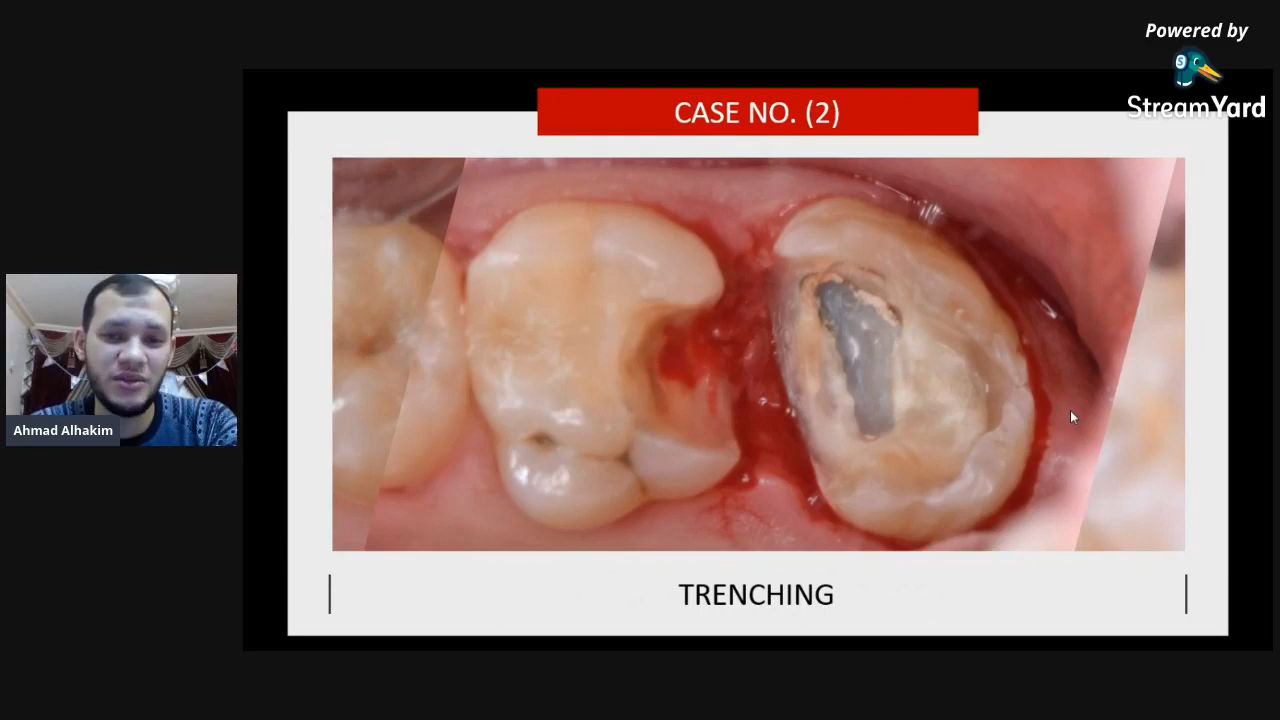 Powered by
StreamYard
CASE NO. (2)
Ahmad Alhakim
TRENCHING